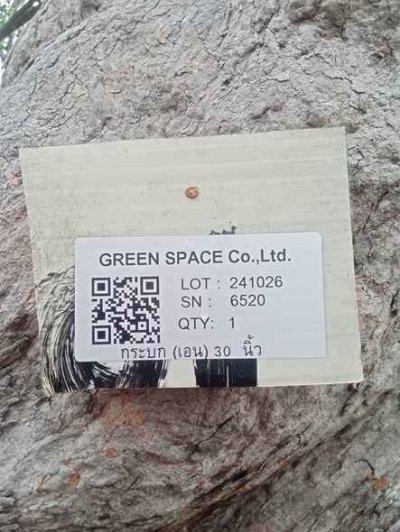 GREEN SPACE Co.,Ltd.
LOT : 241026
SN : 6520
QTY: 1
กระบก (เอน) 30 นิ้ว